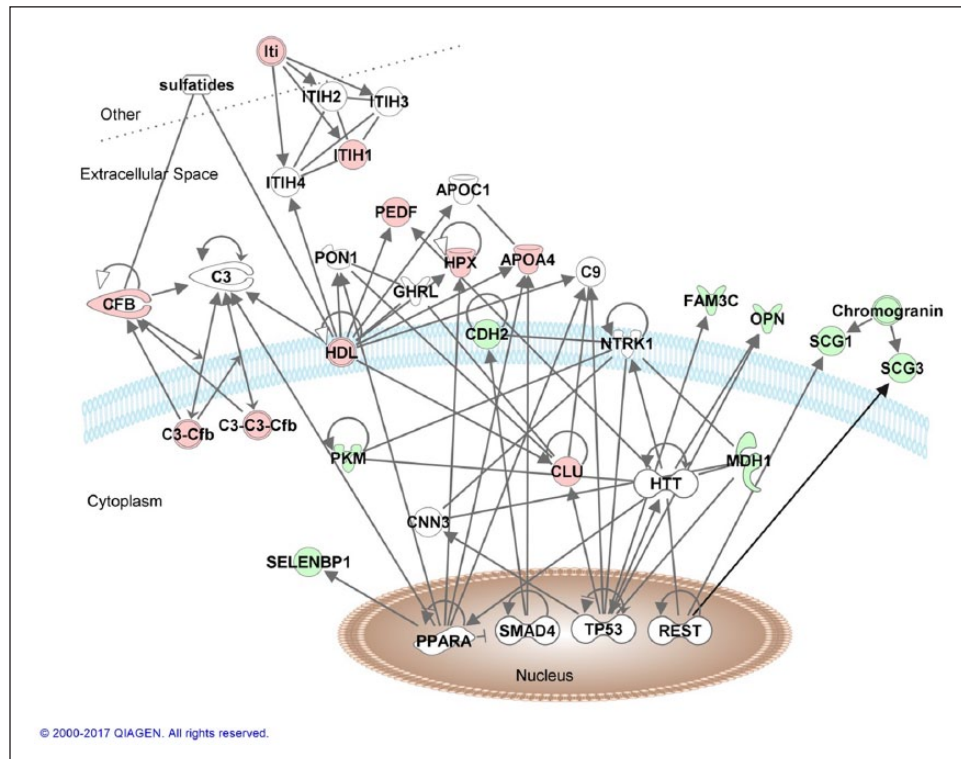 Iti
sulfatides
ITIH2
ITIH3
Other
ITIH1
Extracellular Space
ITIH4
APOC1
PEDF
PON1
HPX
APOA4
C3
C9
GHRL
CFB
FAM3C
OPN
Chromogranin
CDH2
NTRK1
SCG1
HDL
SCG3
C3-Cfb
C3-C3-Cfb
PKM
CLU
MDH1
HTT
Cytoplasm
CNN3
SELENBP1
PPARA
SMAD4
TP53
REST
Nucleus
© 2000-2017 QIAGEN. All rights reserved.